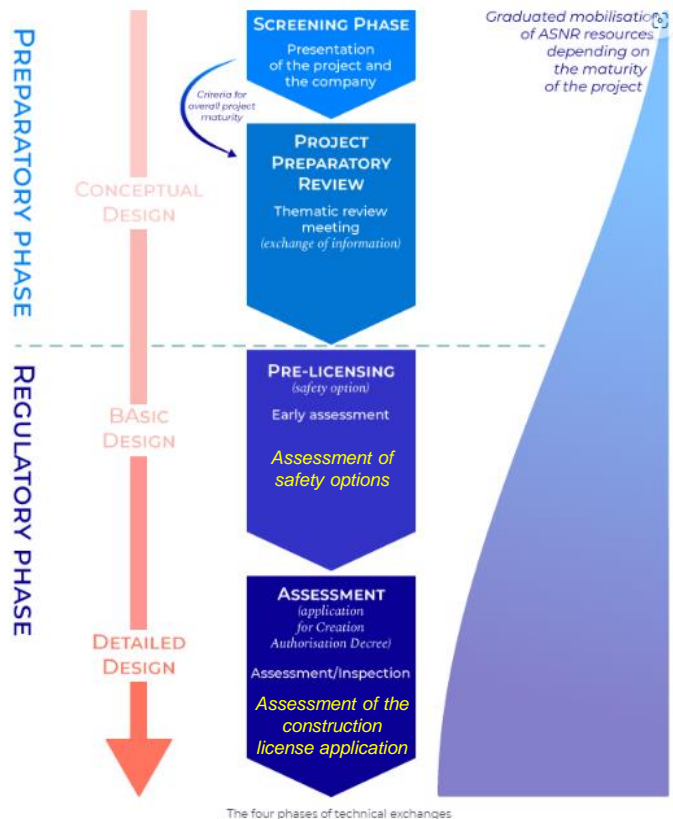 PREPARATORY PHASE
REGULATORY PHASE
CONCEPTUAL
DESIGN
BASIC
DESIGN
DETAILED
DESIGN
SCREENING PHASE
Presentation
of the project and
the company
Criteria for
overall project
maturity
PROJECT
PREPARATORY
REVIEW
Thematic review
meeting
(exchange of information)
PRE-LICENSING
(safety option)
Early assessment
Assessment of
safety options
ASSESSMENT
(application
for Creation
Authorisation Decree)
Assessment/Inspection
Assessment of the
construction
license application
Graduated mobilisation
of ASNR resources
depending on
the maturity
of the project
The four phases of technical exchanges